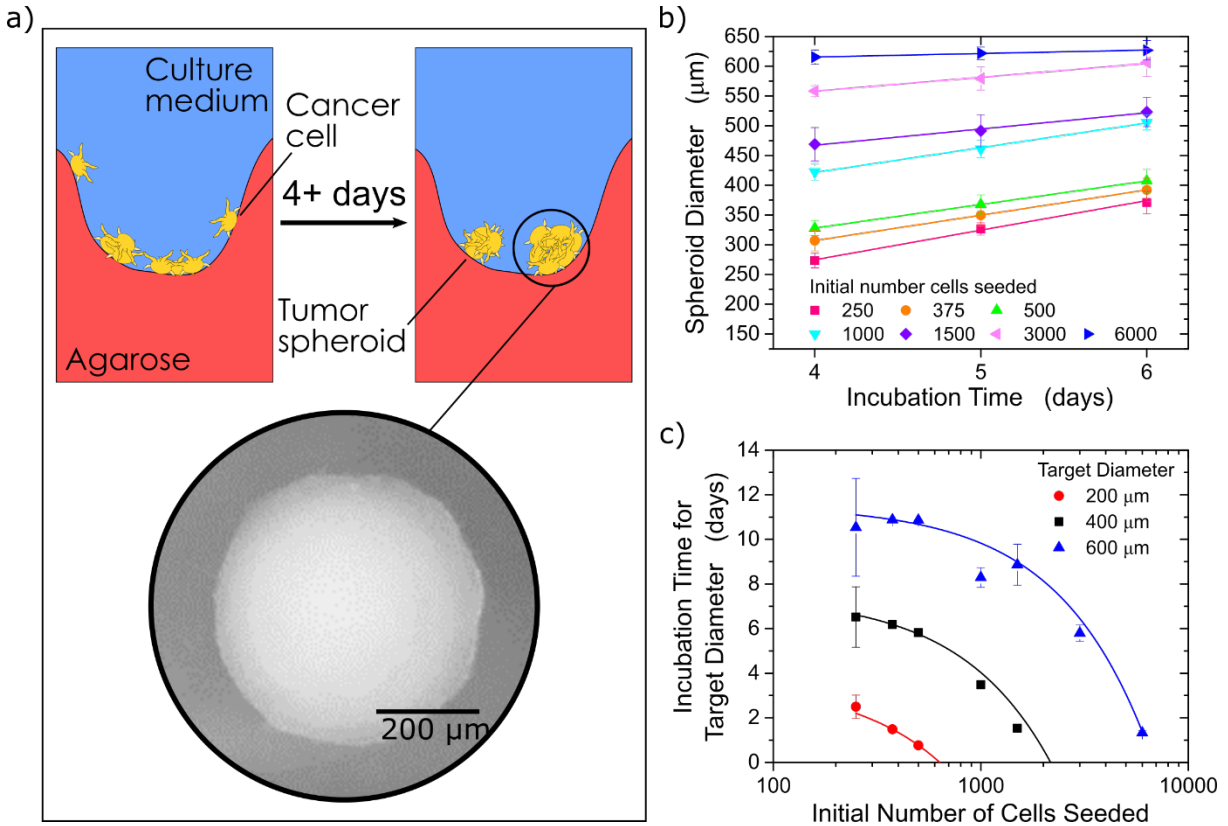 a)
Culture
medium
Cancer
cell
4+ days
Tumor
spheroid
Agarose
200 μm
b)
650
600
550
500
450
400
350
300
250
200
150
Spheroid Diameter (μm)
Initial number cells seeded
250 375 500
1000 1500 3000 6000
4 5 6
Incubation Time (days)
c)
14
12
10
8
6
4
2
0
Incubation Time for
Target Diameter (days)
Target Diameter
200 μm
400 μm
600 μm
100 1000 10000
Initial Number of Cells Seeded